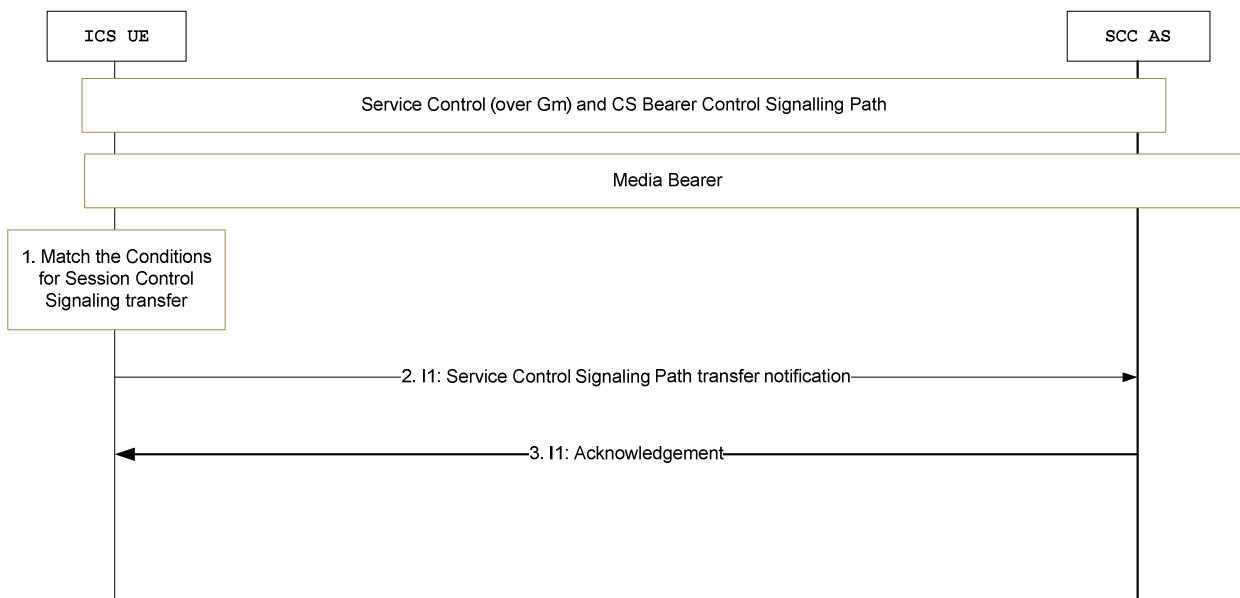 ICS UE
SCC AS
Service Control (over Gm) and CS Bearer Control Signalling Path
Media Bearer
1. Match the Conditions
for Session Control
Signaling transfer
2. I1: Service Control Signaling Path transfer notification
3. I1: Acknowledgement